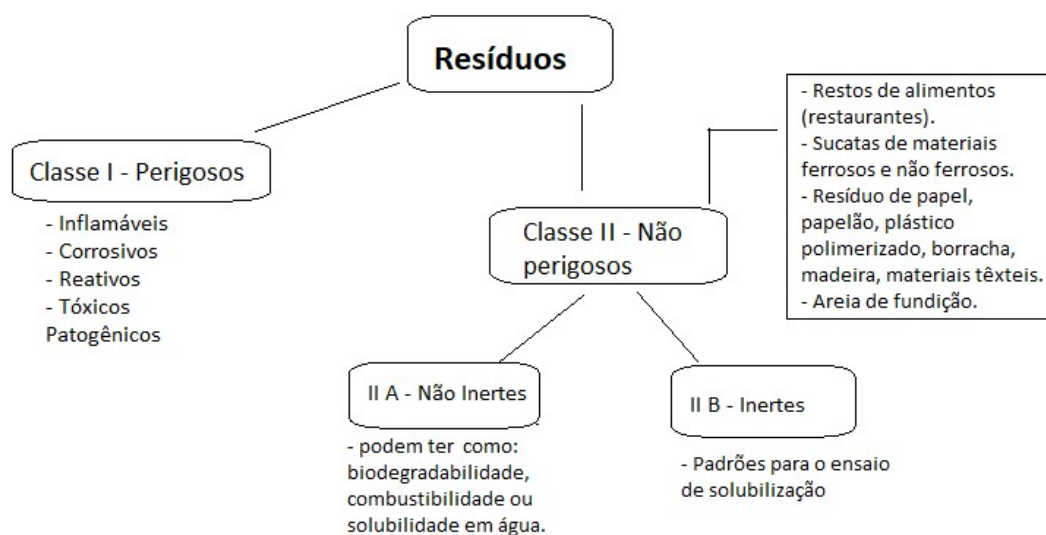 Resíduos
Classe I - Perigosos
- Inflamáveis
- Corrosivos
- Reativos
- Tóxicos
Patogênicos
Classe II - Não
perigosos
- Restos de alimentos
(restaurantes).
- Sucatas de materiais
ferrosos e não ferrosos.
- Resíduo de papel,
papelão, plástico
polimerizado, borracha,
madeira, materiais têxteis.
- Areia de fundição.
II A - Não Inertes
- podem ter como:
biodegradabilidade,
combustibilidade ou
solubilidade em água.
II B - Inertes
- Padrões para o ensaio
de solubilização